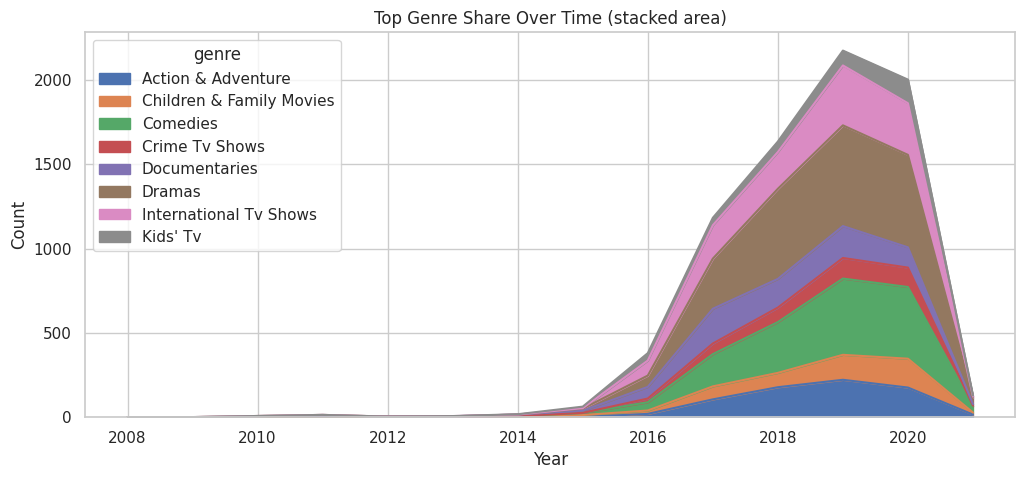 Top Genre Share Over Time (stacked area)
genre
Action & Adventure
Children & Family Movies
Comedies
Crime Tv Shows
Documentaries
Dramas
International Tv Shows
Kids' Tv
Count
2000
1500
1000
500
0
2008 2010 2012 2014 2016 2018 2020
Year